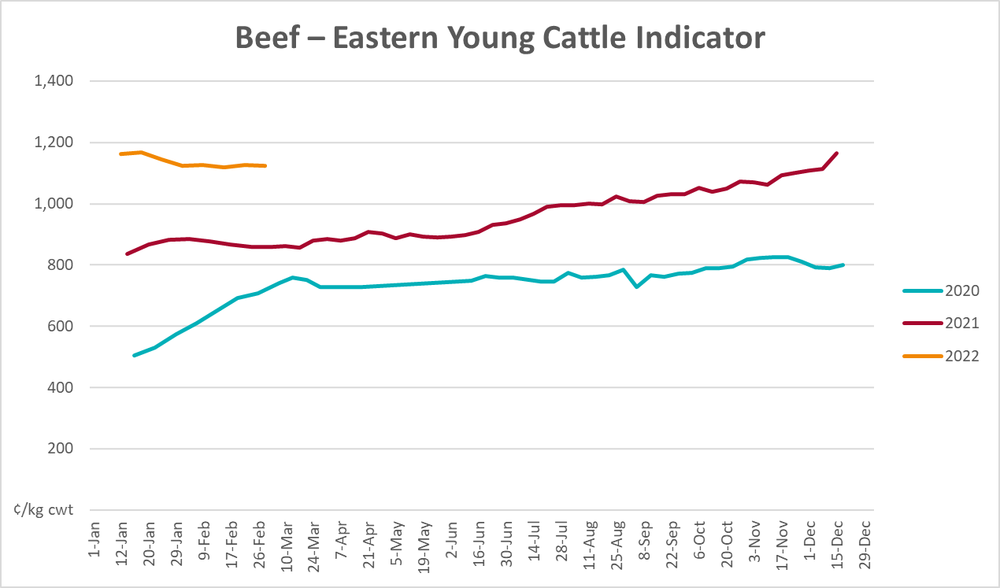 Beef – Eastern Young Cattle Indicator
1,400
1,200
1,000
800
600
400
200
¢/kg cwt
1-Jan
12-Jan
20-Jan
29-Jan
9-Feb
17-Feb
26-Feb
10-Mar
24-Mar
7-Apr
21-Apr
5-May
19-May
2-Jun
16-Jun
30-Jun
14-Jul
28-Jul
11-Aug
25-Aug
8-Sep
22-Sep
6-Oct
20-Oct
3-Nov
17-Nov
1-Dec
15-Dec
29-Dec
2020
2021
2022